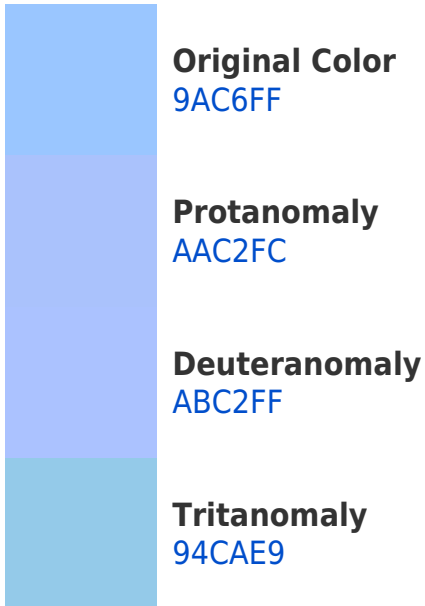 Original Color
9AC6FF
Protanomaly
AAC2FC
Deuteranomaly
ABC2FF
Tritanomaly
94CAE9